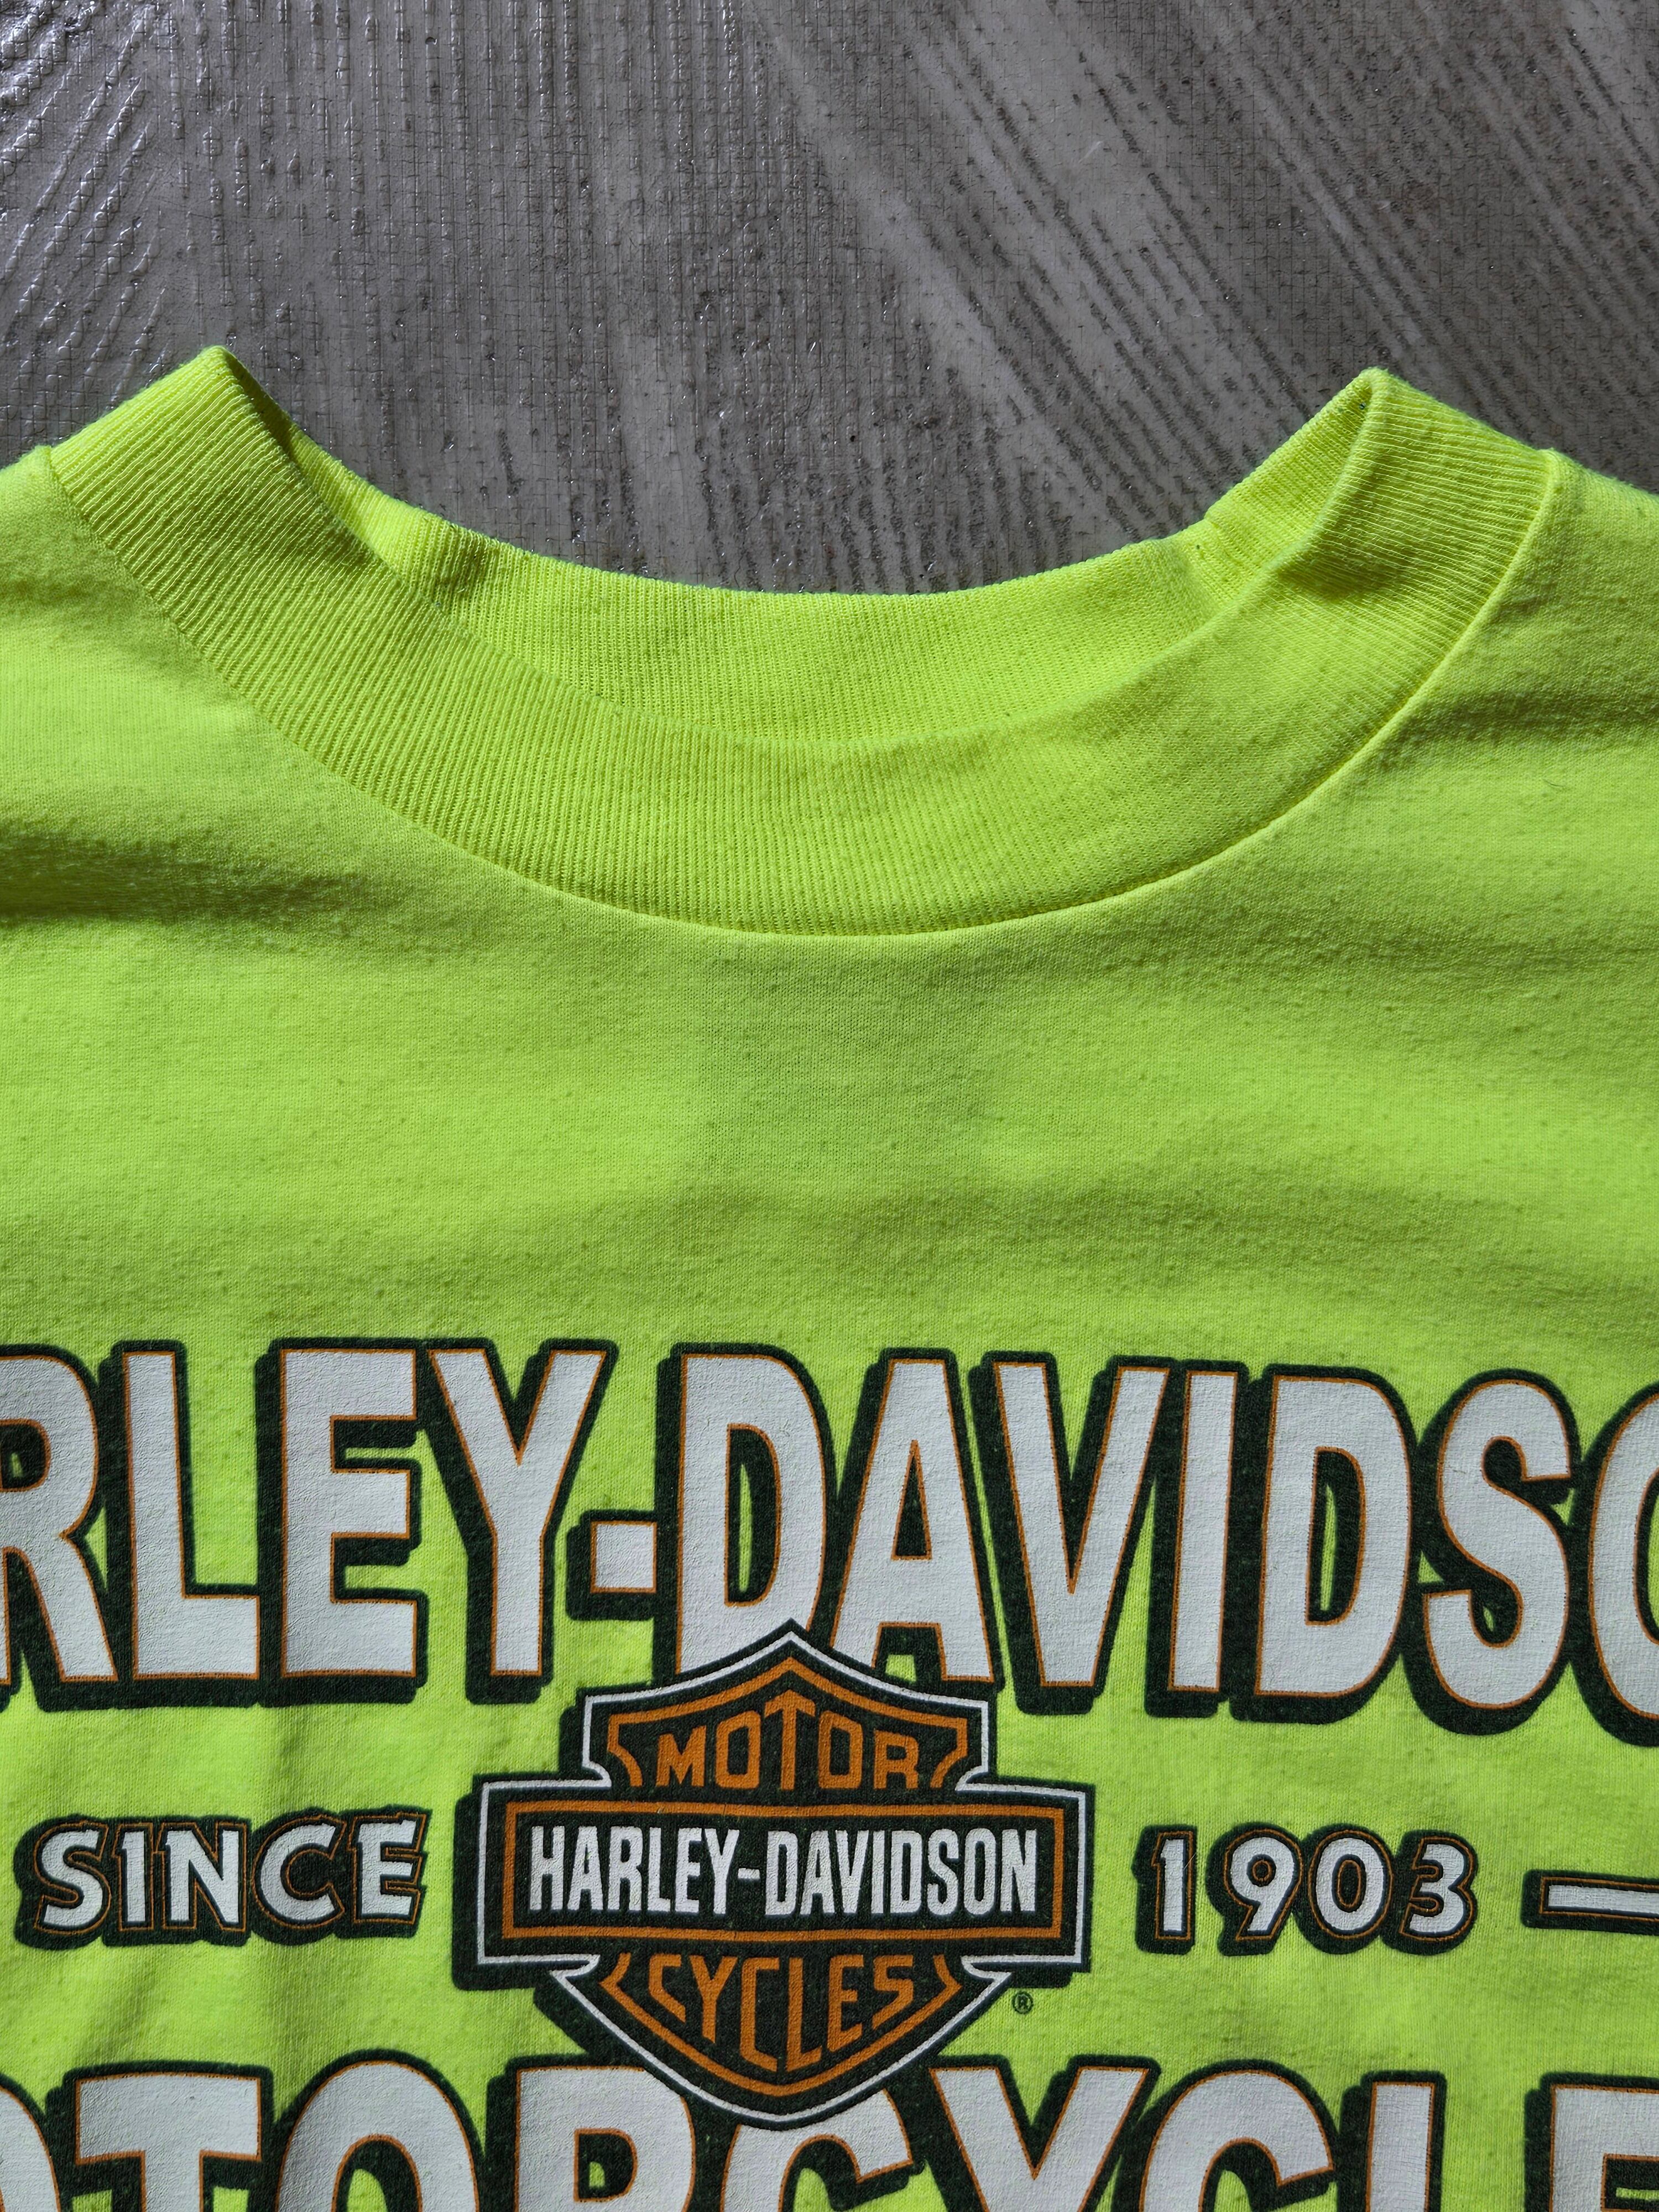 RLEY-DAVIDSO
MOTOR
SINCE HARLEY-DAVIDSON 1903
CYCLES
®
OTORCYCLE